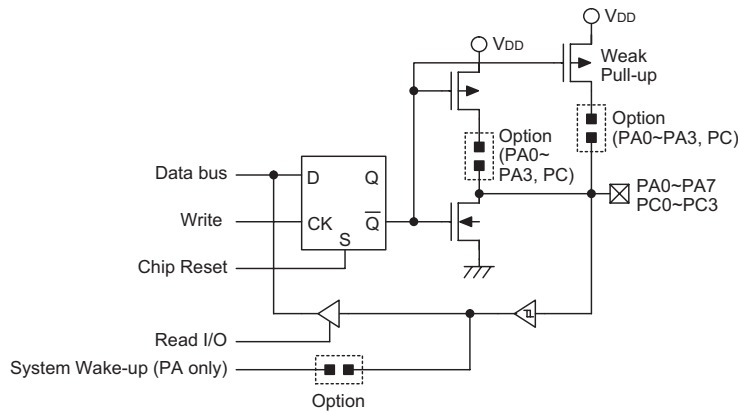 VDD
VDD
Weak
Pull-up
Option
(PA0~PA3, PC)
Option
(PA0~
PA3, PC)
Data bus
D
Q
PA0~PA7
PC0~PC3
Write
CK
Q
S
Chip Reset
Read I/O
System Wake-up (PA only)
Option